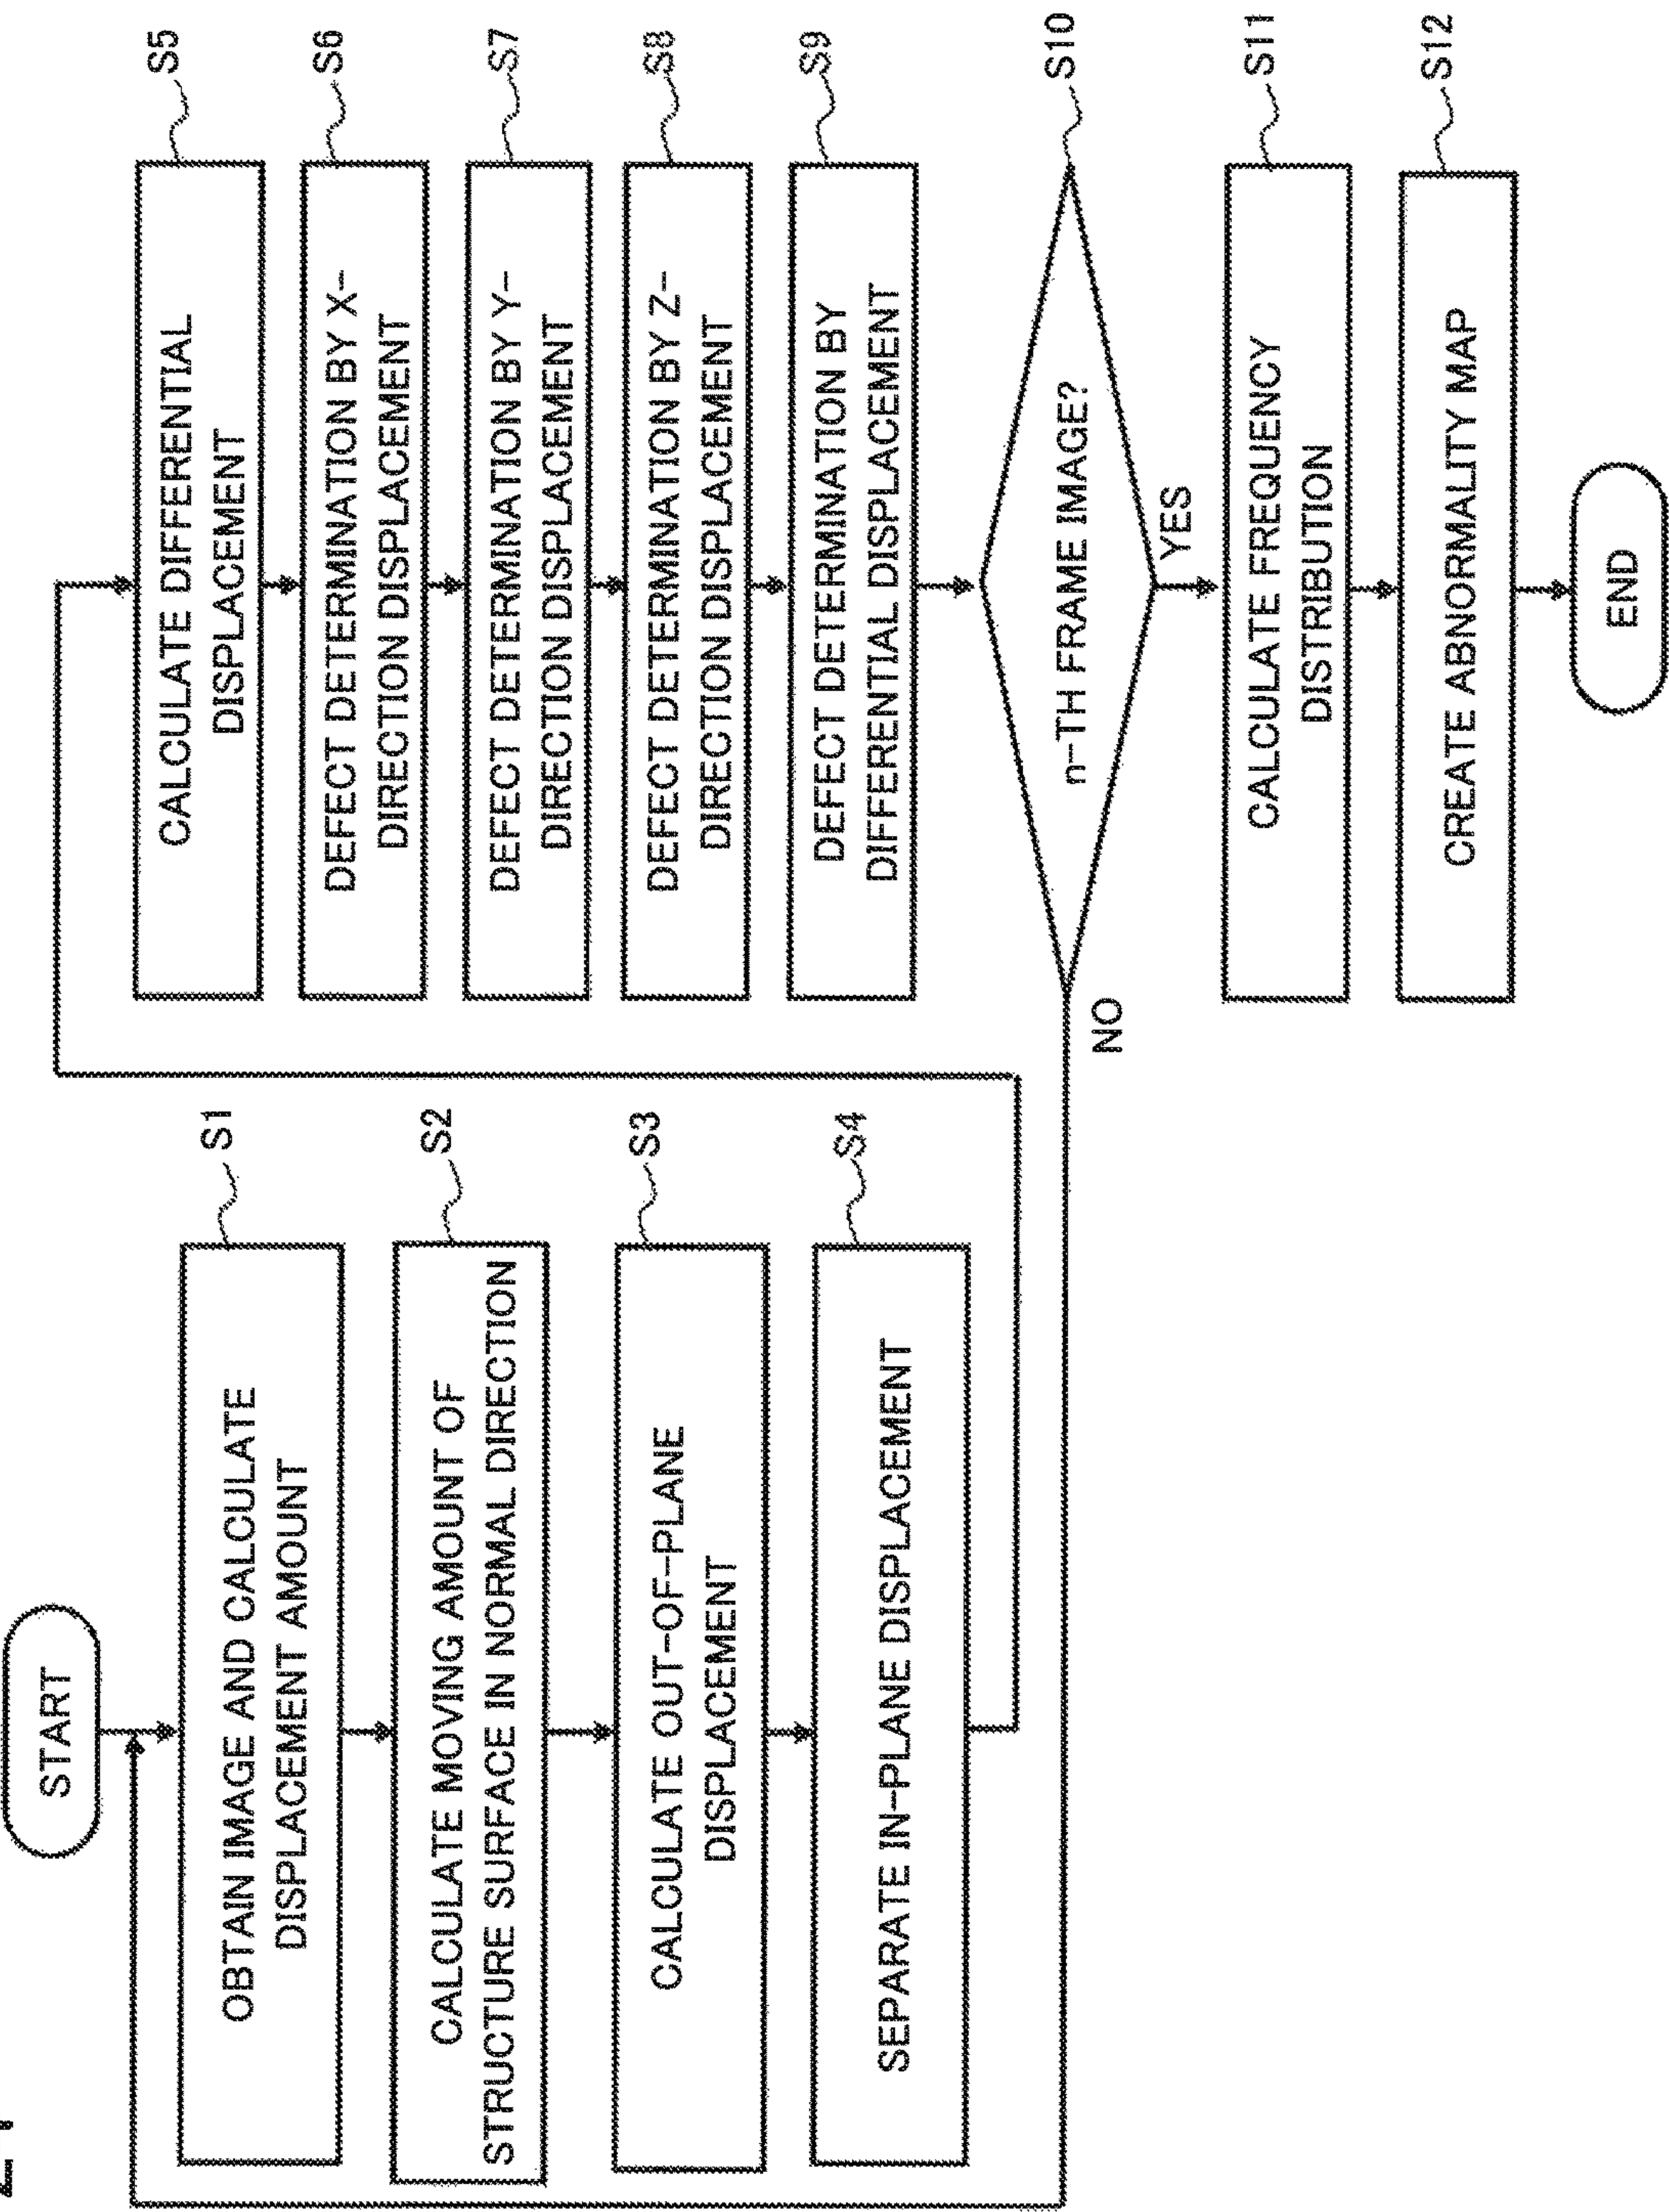 START
OBTAIN IMAGE AND CALCULATE
DISPLACEMENT AMOUNT
S1
CALCULATE MOVING AMOUNT OF
STRUCTURE SURFACE IN NORMAL DIRECTION
S2
CALCULATE OUT-OF-PLANE
DISPLACEMENT
S3
SEPARATE IN-PLANE DISPLACEMENT
S4
CALCULATE DIFFERENTIAL
DISPLACEMENT
S5
DEFECT DETERMINATION BY X-
DIRECTION DISPLACEMENT
S6
DEFECT DETERMINATION BY Y-
DIRECTION DISPLACEMENT
S7
DEFECT DETERMINATION BY Z-
DIRECTION DISPLACEMENT
S8
DEFECT DETERMINATION BY
DIFFERENTIAL DISPLACEMENT
S9
n-TH FRAME IMAGE?
S10
NO
YES
CALCULATE FREQUENCY
DISTRIBUTION
S11
CREATE ABNORMALITY MAP
S12
END